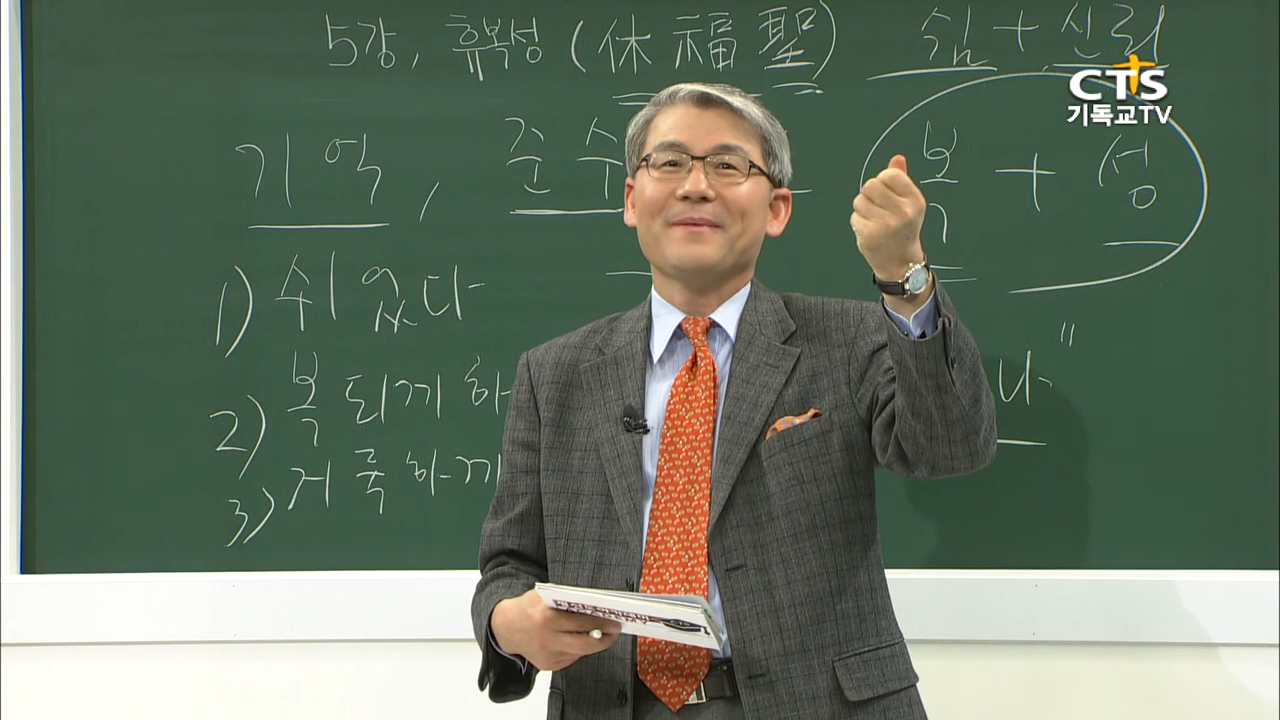 5강, 휴복성 (休福聖) 쉼 + 신뢰
CTS
기독교TV
기억, 준수
복 + 성
1) 쉬었다
2) 복되게 하
나"
3) 거룩하게